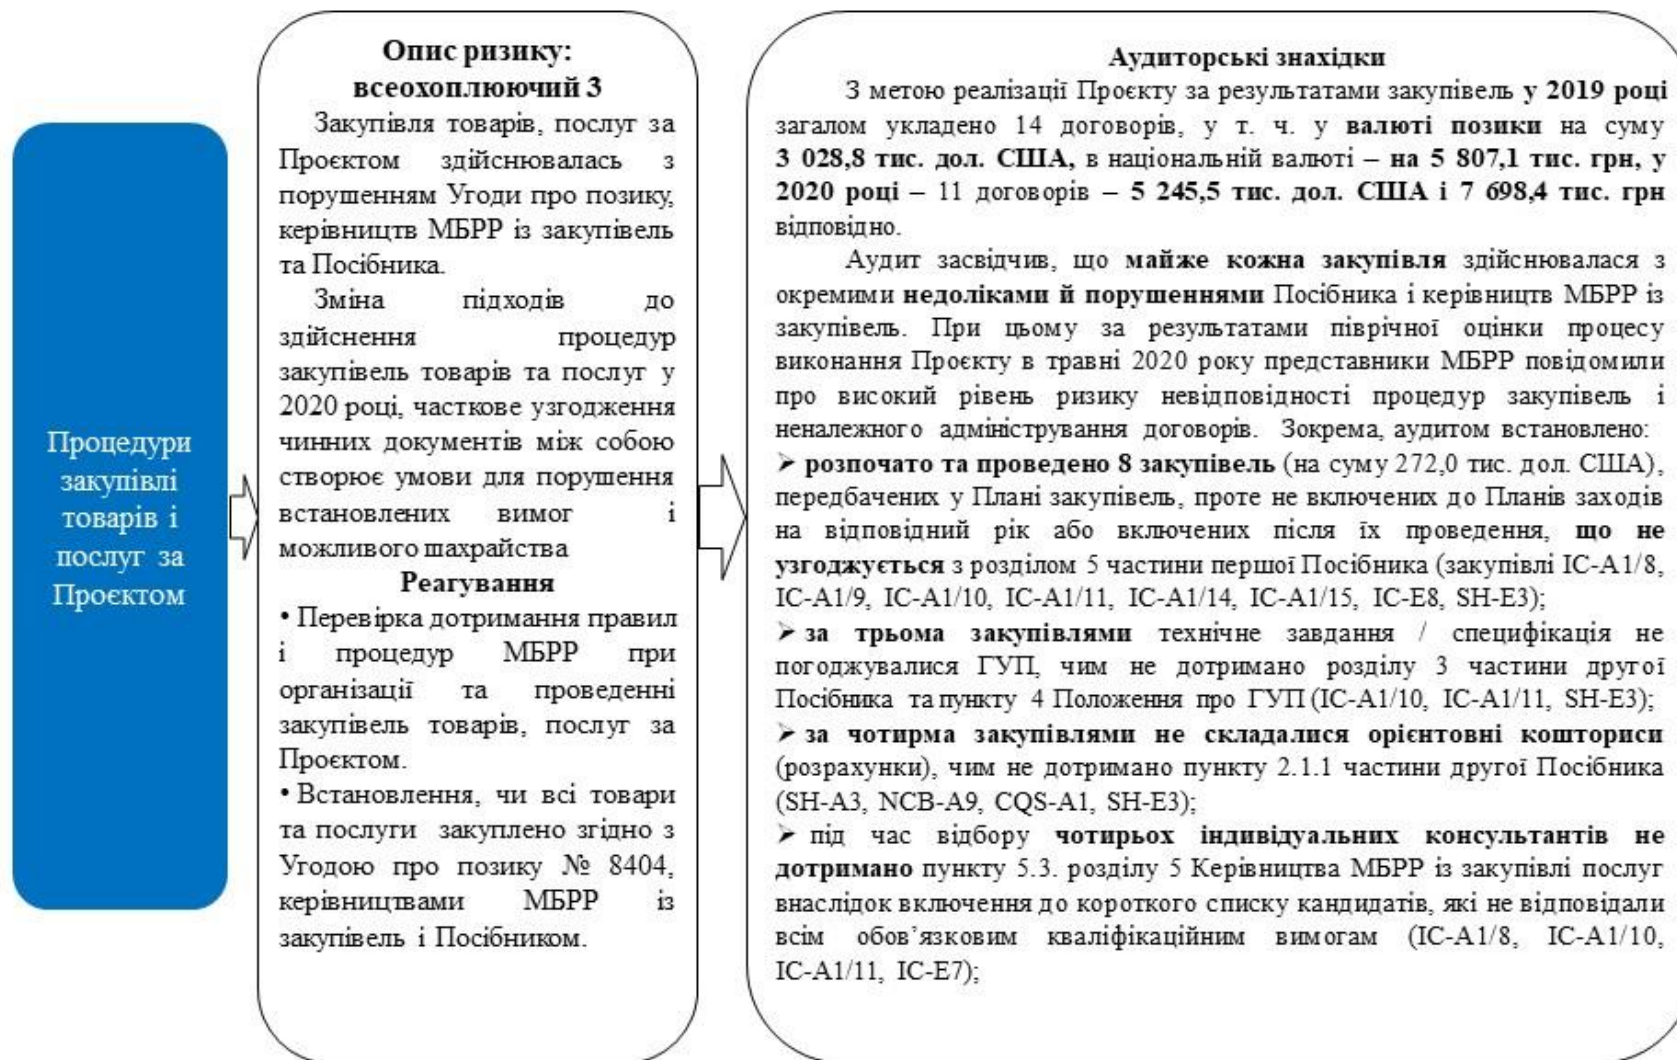 Процедури
закупівлі
товарів і
послуг за
Проєктом
Опис ризику:
всеохоплюючий 3
Закупівля товарів, послуг за
Проєктом здійснювалась з
порушенням Угоди про позику,
керівництв МБРР із закупівель
та Посібника.
Зміна підходів до
здійснення процедур
закупівель товарів та послуг у
2020 році, часткове узгодження
чинних документів між собою
створює умови для порушення
встановлених вимог і
можливого шахрайства
Реагування
• Перевірка дотримання правил
і процедур МБРР при
організації та проведенні
закупівель товарів, послуг за
Проєктом.
• Встановлення, чи всі товари
та послуги закуплено згідно з
Угодою про позику № 8404,
керівництвами МБРР із
закупівель і Посібником.
Аудиторські знахідки
З метою реалізації Проєкту за результатами закупівель у 2019 році
загалом укладено 14 договорів, у т. ч. у валюті позики на суму
3 028,8 тис. дол. США, в національній валюті – на 5 807,1 тис. грн, у
2020 році – 11 договорів – 5 245,5 тис. дол. США і 7 698,4 тис. грн
відповідно.
Аудит засвідчив, що майже кожна закупівля здійснювалася з
окремими недоліками й порушеннями Посібника і керівництв МБРР із
закупівель. При цьому за результатами піврічної оцінки процесу
виконання Проєкту в травні 2020 року представники МБРР повідомили
про високий рівень ризику невідповідності процедур закупівель і
неналежного адміністрування договорів. Зокрема, аудитом встановлено:
➢ розпочато та проведено 8 закупівель (на суму 272,0 тис. дол. США),
передбачених у Плані закупівель, проте не включених до Планів заходів
на відповідний рік або включених після їх проведення, що не
узгоджується з розділом 5 частини першої Посібника (закупівлі IC-A1/8,
IC-A1/9, IC-A1/10, IC-A1/11, IC-A1/14, IC-A1/15, IC-E8, SH-E3);
➢ за трьома закупівлями технічне завдання / специфікація не
погоджувалися ГУП, чим не дотримано розділу 3 частини другої
Посібника та пункту 4 Положення про ГУП (IC-A1/10, IC-A1/11, SH-E3);
➢ за чотирма закупівлями не складалися орієнтовні кошториси
(розрахунки), чим не дотримано пункту 2.1.1 частини другої Посібника
(SH-A3, NCB-A9, CQS-A1, SH-E3);
➢ під час відбору чотирьох індивідуальних консультантів не
дотримано пункту 5.3. розділу 5 Керівництва МБРР із закупівлі послуг
внаслідок включення до короткого списку кандидатів, які не відповідали
всім обов’язковим кваліфікаційним вимогам (IC-A1/8, IC-A1/10,
IC-A1/11, IC-E7);